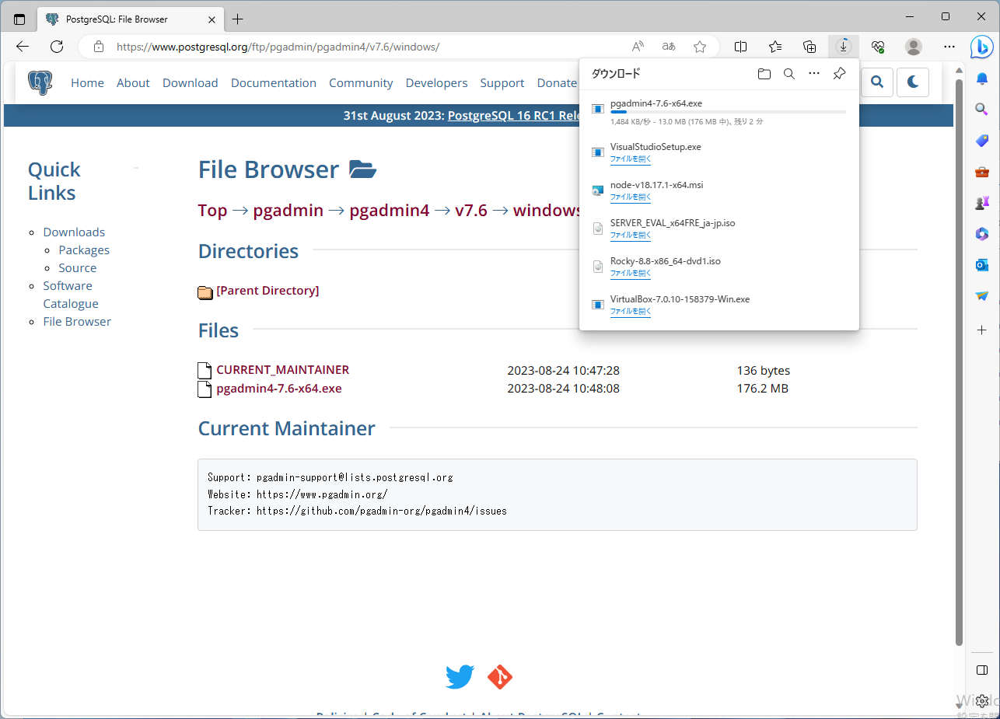 PostgreSQL: File Browser
https://www.postgresql.org/ftp/pgadmin/pgadmin4/v7.6/windows/
Home About Download Documentation Community Developers Support Donate
31st August 2023: PostgreSQL 16 RC1
ダウンロード
pgadmin4-7.6-x64.exe
1,484 KB/秒 - 13.0 MB (176 MB 中)、残り 2 分
VisualStudioSetup.exe
ファイルを開く
node-v18.17.1-x64.msi
ファイルを開く
SERVER_EVAL_x64FRE_ja-jp.iso
ファイルを開く
Rocky-8.8-x86_64-dvd1.iso
ファイルを開く
VirtualBox-7.0.10-158379-Win.exe
ファイルを開く
Quick
Links
Downloads
Packages
Source
Software
Catalogue
File Browser
File Browser
Top → pgadmin → pgadmin4 → v7.6 → windows
Directories
[Parent Directory]
Files
CURRENT_MAINTAINER 2023-08-24 10:47:28 136 bytes
pgadmin4-7.6-x64.exe 2023-08-24 10:48:08 176.2 MB
Current Maintainer
Support: pgadmin-support@lists.postgresql.org
Website: https://www.pgadmin.org/
Tracker: https://github.com/pgadmin-org/pgadmin4/issues
Policies | Code of Conduct | About PostgreSQL | Contact